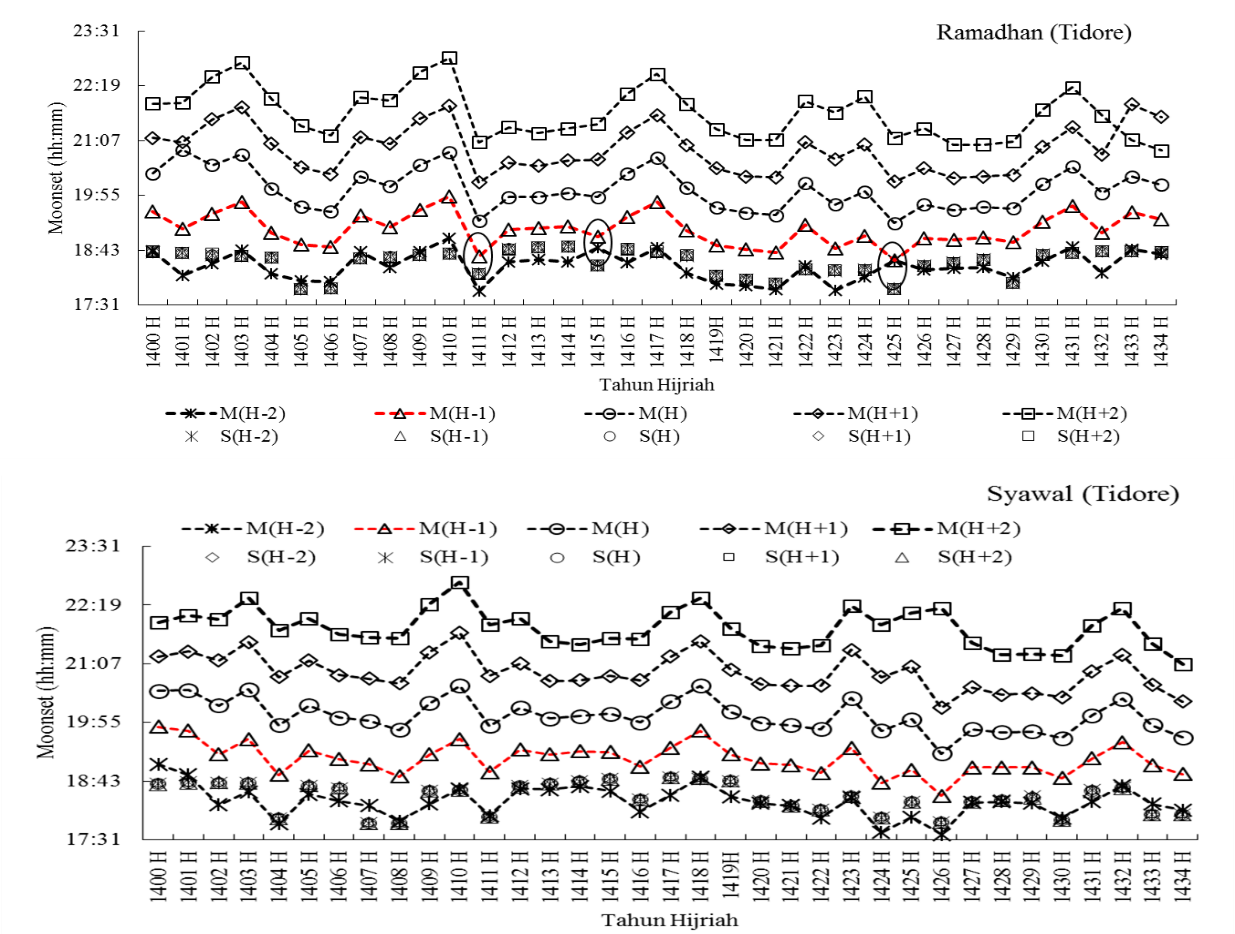 Ramadhan (Tidore)
Moonset (hh:mm)
23:31
22:19
21:07
19:55
18:43
17:31
1400 H 1401 H 1402 H 1403 H 1404 H 1405 H 1406 H 1407 H 1408 H 1409 H 1410 H 1411 H 1412 H 1413 H 1414 H 1415 H 1416 H 1417 H 1418 H 1419H 1420 H 1421 H 1422 H 1423 H 1424 H 1425 H 1426 H 1427 H 1428 H 1429 H 1430 H 1431 H 1432 H 1433 H 1434 H
Tahun Hijriah
M(H-2) M(H-1) M(H) M(H+1) M(H+2)
S(H-2) S(H-1) S(H) S(H+1) S(H+2)
Syawal (Tidore)
M(H-2) M(H-1) M(H) M(H+1) M(H+2)
S(H-2) S(H-1) S(H) S(H+1) S(H+2)
Moonset (hh:mm)
23:31
22:19
21:07
19:55
18:43
17:31
1400 H 1401 H 1402 H 1403 H 1404 H 1405 H 1406 H 1407 H 1408 H 1409 H 1410 H 1411 H 1412 H 1413 H 1414 H 1415 H 1416 H 1417 H 1418 H 1419H 1420 H 1421 H 1422 H 1423 H 1424 H 1425 H 1426 H 1427 H 1428 H 1429 H 1430 H 1431 H 1432 H 1433 H 1434 H
Tahun Hijriah